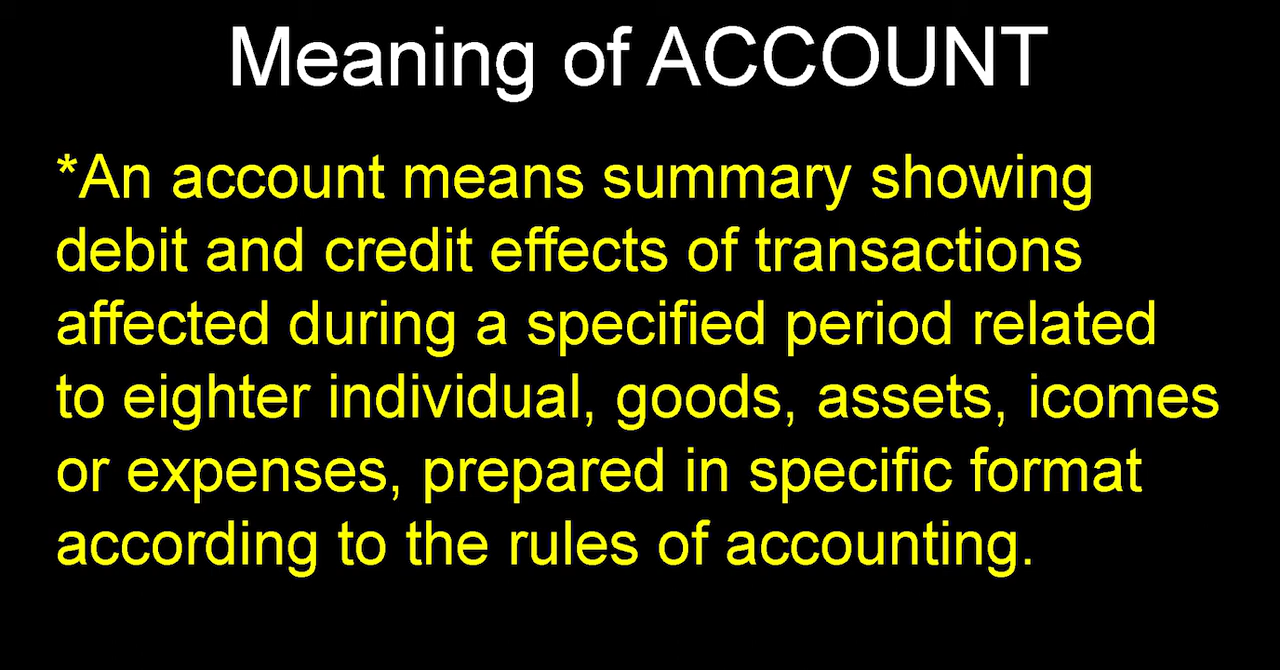 Meaning of ACCOUNT
*An account means summary showing
debit and credit effects of transactions
affected during a specified period related
to eighter individual, goods, assets, icomes
or expenses, prepared in specific format
according to the rules of accounting.